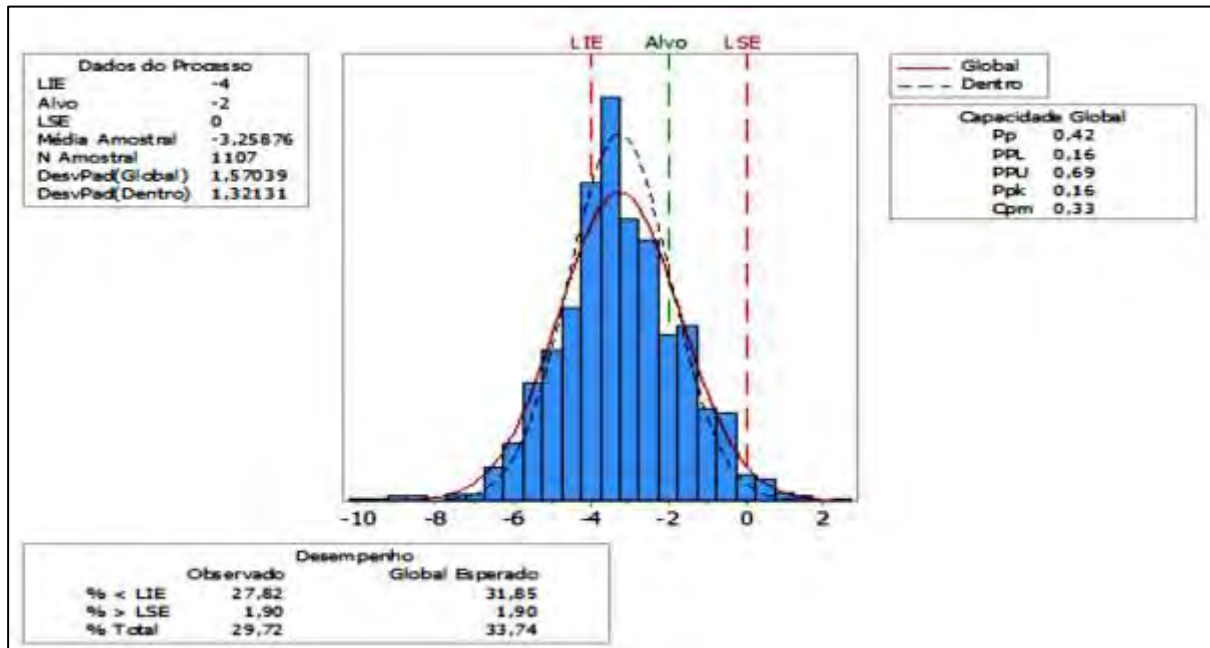 LIE Alvo LSE
Dados do Processo
LIE -4
Alvo -2
LSE 0
Média Amostral -3,25876
N Amostral 1107
DesvPad(Global) 1,57039
DesvPad(Dentro) 1,32131
Global
Dentro
Capacidade Global
Pp 0,42
PPL 0,16
PPU 0,69
Ppk 0,16
Cpm 0,33
-10 -8 -6 -4 -2 0 2
Desempenho
Observado Global Esperado
% < LIE 27,82 31,85
% > LSE 1,90 1,90
% Total 29,72 33,74